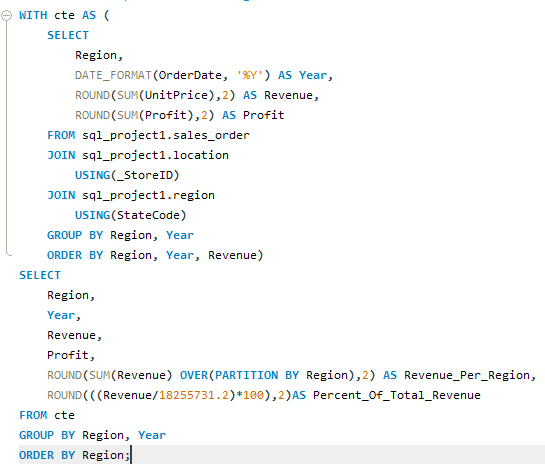 WITH cte AS (
SELECT
Region,
DATE_FORMAT(OrderDate, '%Y') AS Year,
ROUND(SUM(UnitPrice),2) AS Revenue,
ROUND(SUM(Profit),2) AS Profit
FROM sql_project1.sales_order
JOIN sql_project1.location
USING(_StoreID)
JOIN sql_project1.region
USING(StateCode)
GROUP BY Region, Year
ORDER BY Region, Year, Revenue)
SELECT
Region,
Year,
Revenue,
Profit,
ROUND(SUM(Revenue) OVER(PARTITION BY Region),2) AS Revenue_Per_Region,
ROUND(((Revenue/18255731.2)*100),2)AS Percent_Of_Total_Revenue
FROM cte
GROUP BY Region, Year
ORDER BY Region;